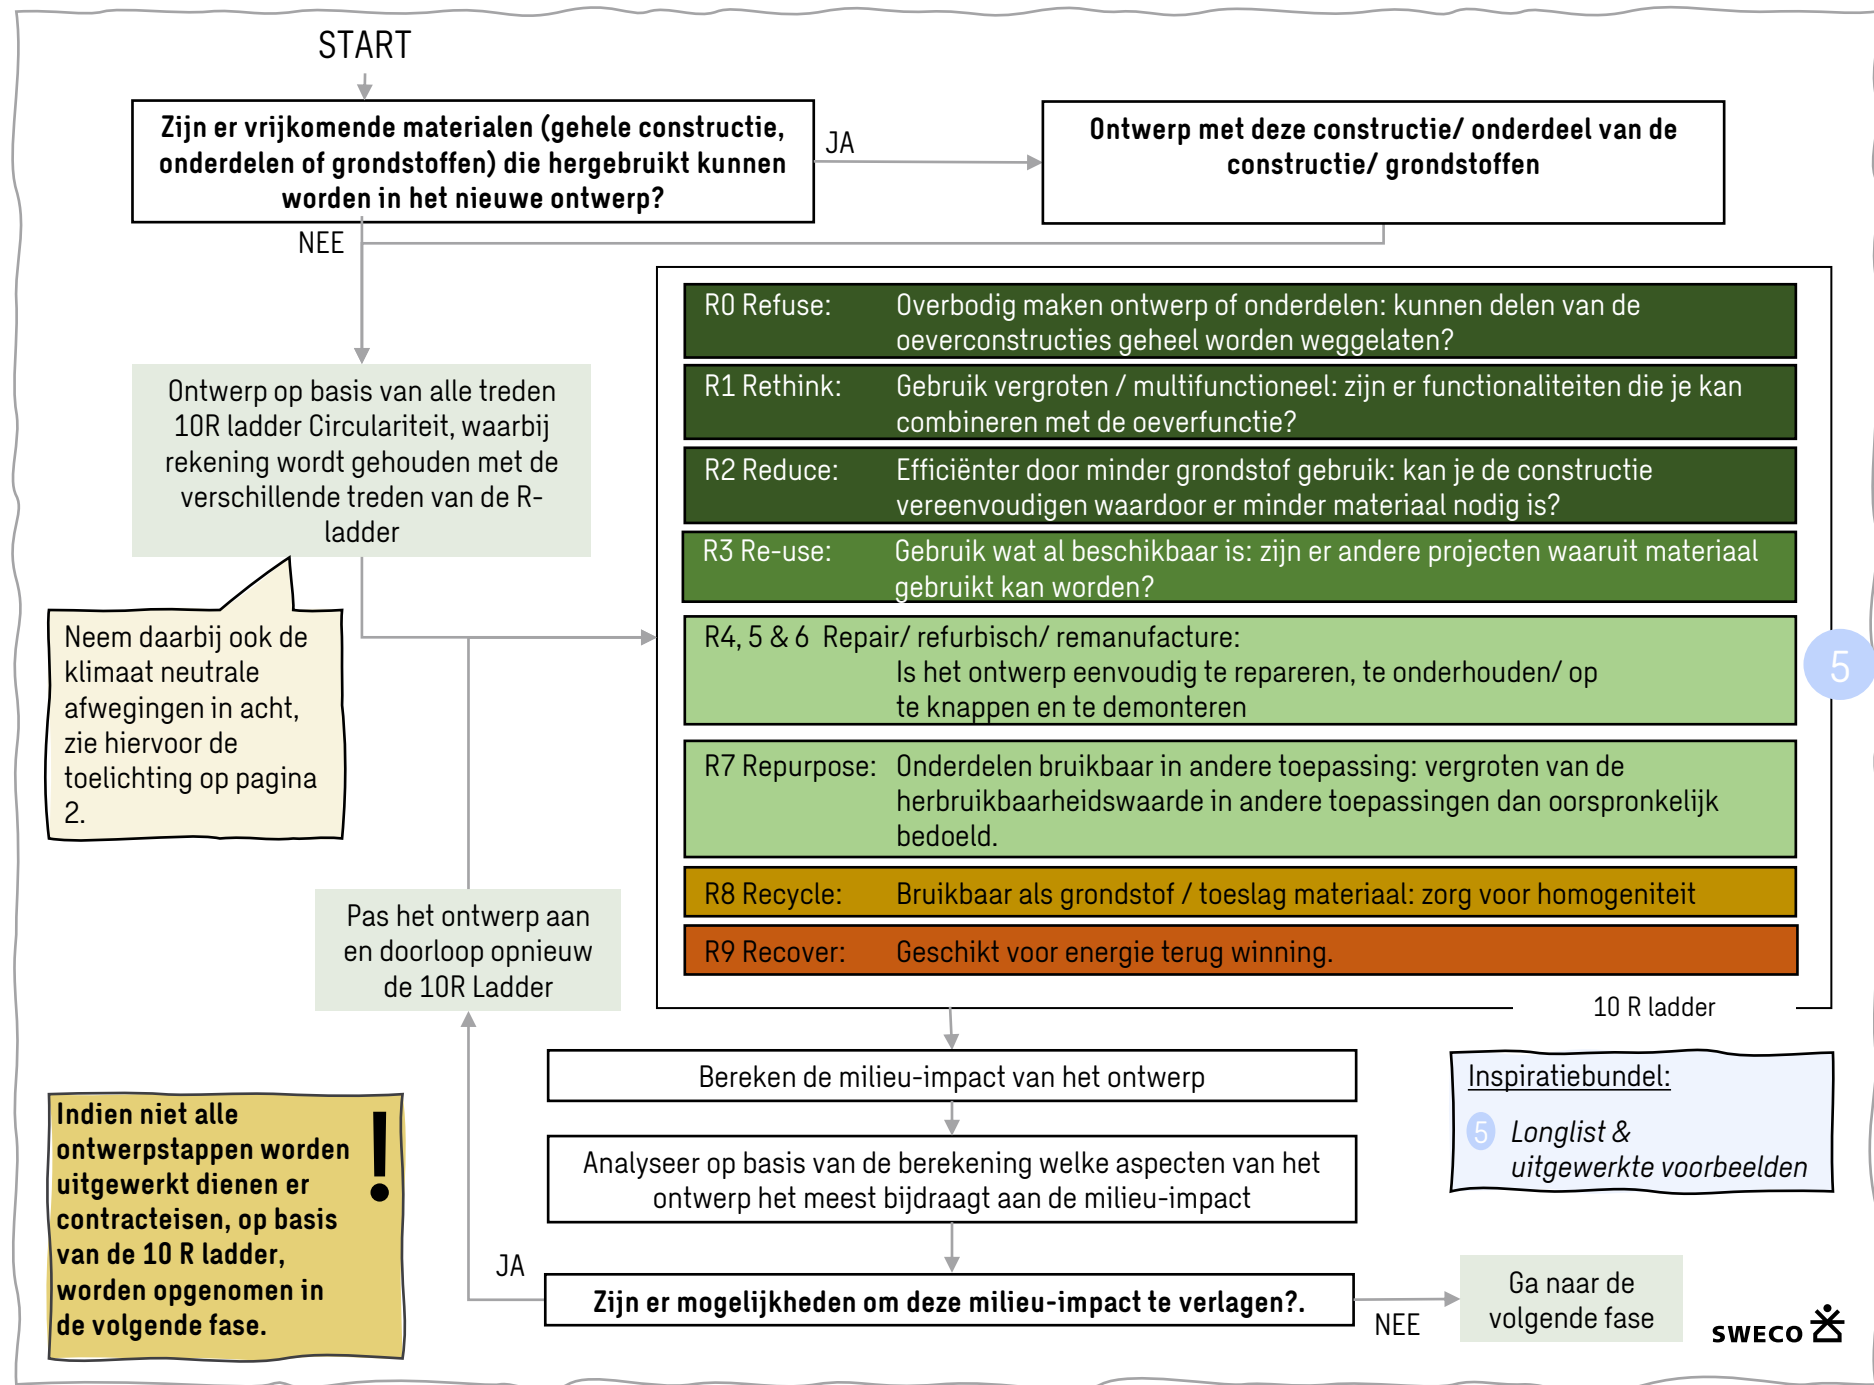 START
Zijn er vrijkomende materialen (gehele constructie,
onderdelen of grondstoffen) die hergebruikt kunnen
worden in het nieuwe ontwerp?
JA
Ontwerp met deze constructie/ onderdeel van de
constructie/ grondstoffen
NEE
Ontwerp op basis van alle treden
10R ladder Circulariteit, waarbij
rekening wordt gehouden met de
verschillende treden van de R-
ladder
Neem daarbij ook de
klimaat neutrale
afwegingen in acht,
zie hiervoor de
toelichting op pagina
2.
R0 Refuse: Overbodig maken ontwerp of onderdelen: kunnen delen van de
oeverconstructies geheel worden weggelaten?
R1 Rethink: Gebruik vergroten / multifunctioneel: zijn er functionaliteiten die je kan
combineren met de oeverfunctie?
R2 Reduce: Efficiënter door minder grondstof gebruik: kan je de constructie
vereenvoudigen waardoor er minder materiaal nodig is?
R3 Re-use: Gebruik wat al beschikbaar is: zijn er andere projecten waaruit materiaal
gebruikt kan worden?
R4, 5 & 6 Repair/ refurbisch/ remanufacture:
Is het ontwerp eenvoudig te repareren, te onderhouden/ op
te knappen en te demonteren
5
R7 Repurpose: Onderdelen bruikbaar in andere toepassing: vergroten van de
herbruikbaarheidswaarde in andere toepassingen dan oorspronkelijk
bedoeld.
R8 Recycle: Bruikbaar als grondstof / toeslag materiaal: zorg voor homogeniteit
R9 Recover: Geschikt voor energie terug winning.
10 R ladder
Pas het ontwerp aan
en doorloop opnieuw
de 10R Ladder
Bereken de milieu-impact van het ontwerp
Analyseer op basis van de berekening welke aspecten van het
ontwerp het meest bijdraagt aan de milieu-impact
JA
Zijn er mogelijkheden om deze milieu-impact te verlagen?.
NEE
Ga naar de
volgende fase
Inspiratiebundel:
5 Longlist &
uitgewerkte voorbeelden
Indien niet alle
ontwerpstappen worden
uitgewerkt dienen er
contracteisen, op basis
van de 10 R ladder,
worden opgenomen in
de volgende fase.
!
SWECO